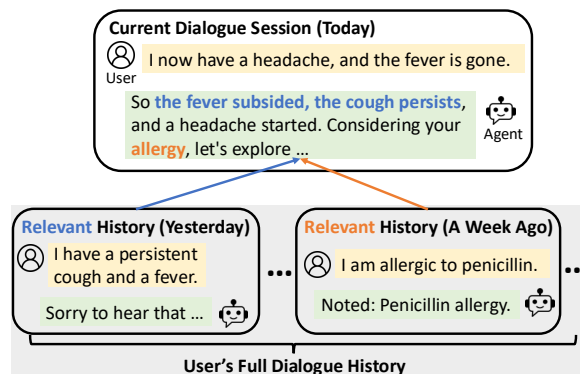 Current Dialogue Session (Today)
User
I now have a headache, and the fever is gone.
So the fever subsided, the cough persists,
and a headache started. Considering your
allergy, let's explore ...
Agent
Relevant History (Yesterday)
I have a persistent
cough and a fever.
Sorry to hear that ...
...
Relevant History (A Week Ago)
I am allergic to penicillin.
Noted: Penicillin allergy.
...
User's Full Dialogue History